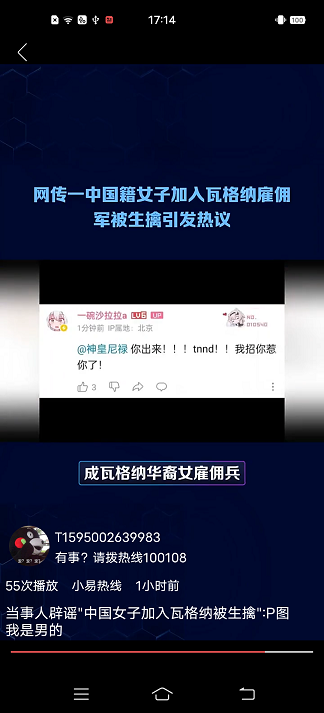 17:14
100
网传一中国籍女子加入瓦格纳雇佣
军被生擒引发热议
一碗沙拉拉a LV6 UP
1分钟前 IP属地：北京
NO.
010540
@神皇尼禄 你出来！！！tnnd！！我招你惹
你了！
3
成瓦格纳华裔女雇佣兵
T1595002639983
有事？请拨热线100108
55次播放 小易热线 1小时前
当事人辟谣"中国女子加入瓦格纳被生擒":P图
我是男的